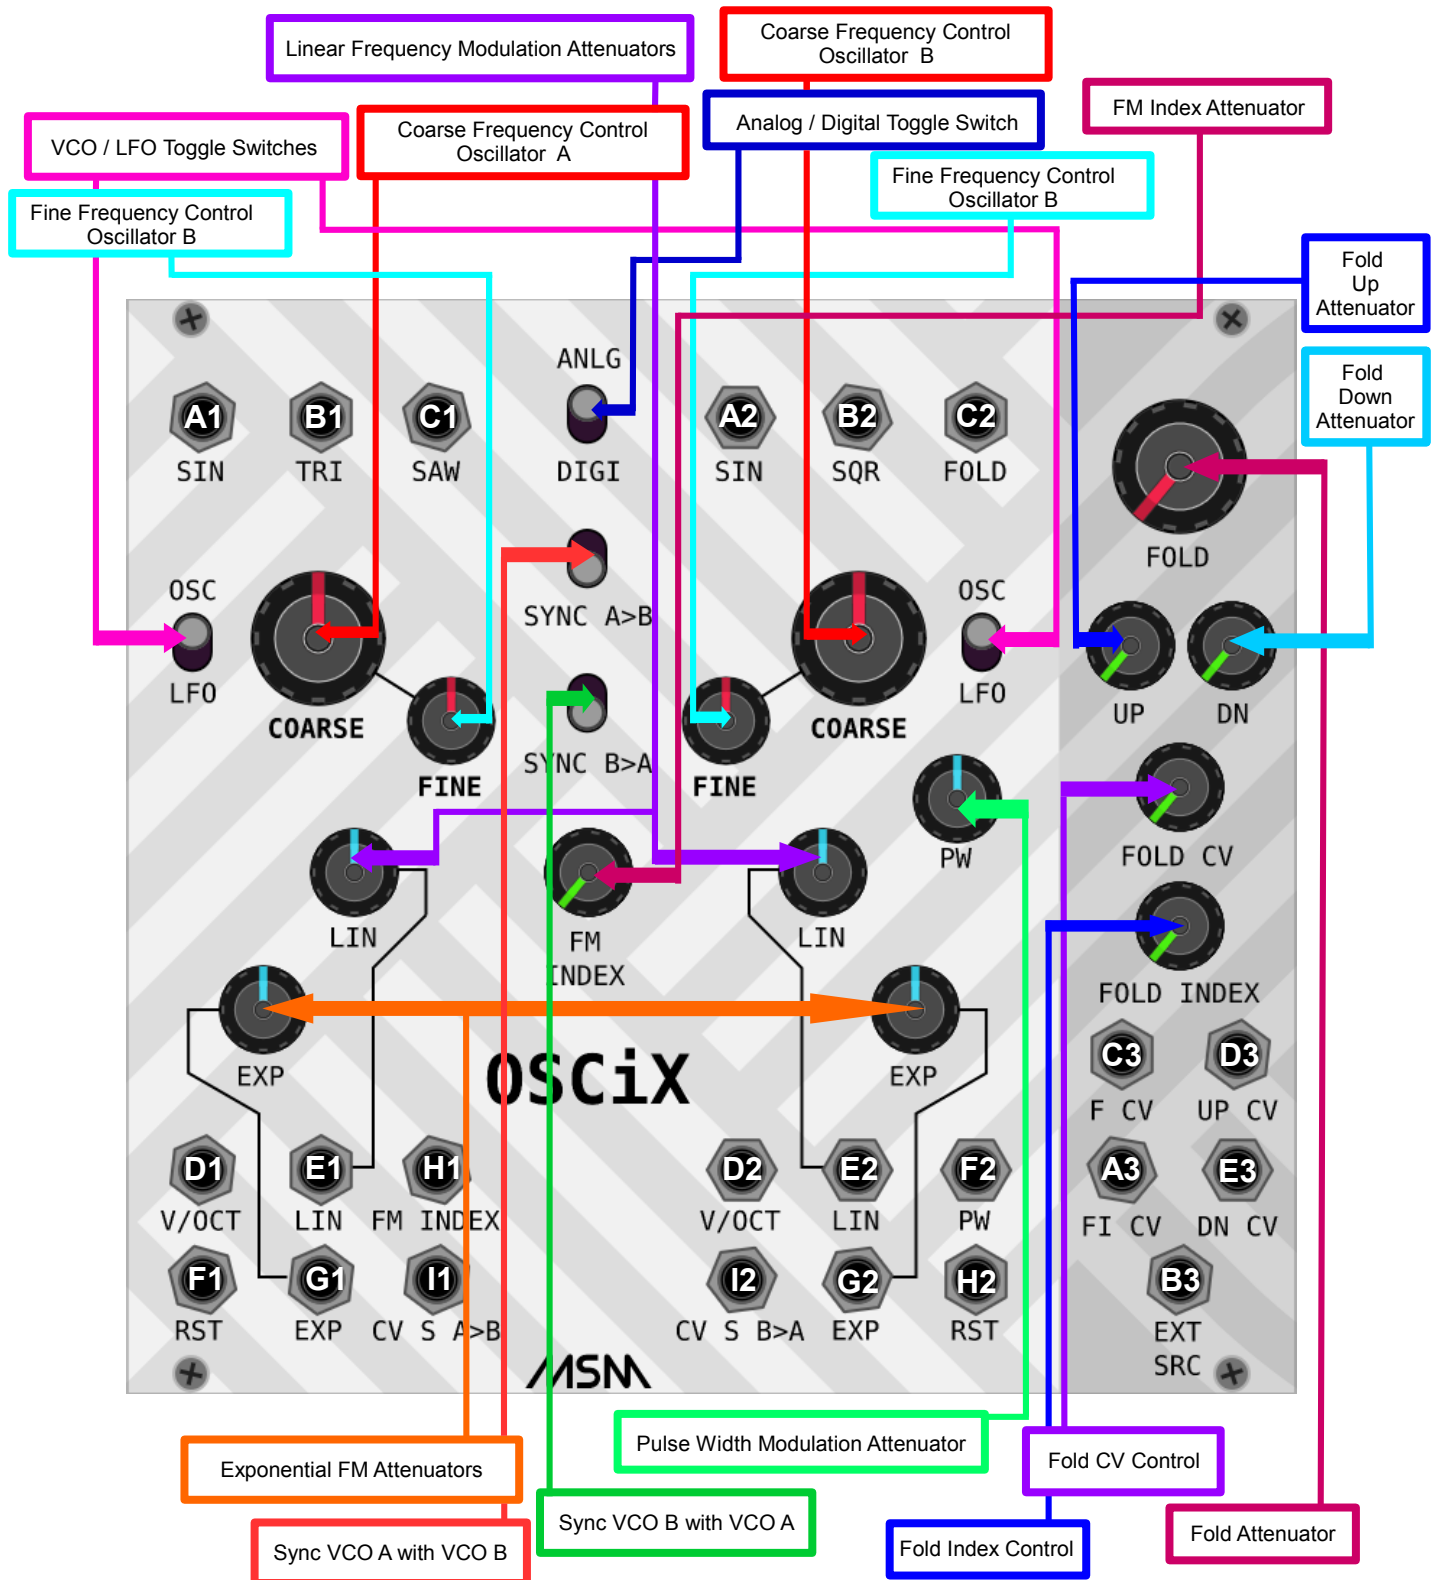 Linear Frequency Modulation Attenuators
Coarse Frequency Control
Oscillator B
FM Index Attenuator
VCO / LFO Toggle Switches
Coarse Frequency Control
Oscillator A
Analog / Digital Toggle Switch
Fine Frequency Control
Oscillator B
Fine Frequency Control
Oscillator B
Fold
Up
Attenuator
Fold
Down
Attenuator
ANLG
DIGI
A1
B1
C1
SIN
TRI
SAW
A2
B2
C2
SIN
SQR
FOLD
FOLD
SYNC A>B
SYNC B>A
OSC
LFO
COARSE
FINE
OSC
LFO
COARSE
FINE
UP
DN
PW
FOLD CV
LIN
FM
INDEX
LIN
FOLD INDEX
EXP
OSCiX
EXP
C3
D3
F CV
UP CV
D1
E1
H1
V/OCT
LIN
FM INDEX
D2
E2
F2
V/OCT
LIN
PW
A3
E3
FI CV
DN CV
F1
G1
I1
RST
EXP
CV S A>B
I2
G2
H2
CV S B>A
EXP
RST
B3
EXT
SRC
MSM
Exponential FM Attenuators
Pulse Width Modulation Attenuator
Fold CV Control
Sync VCO A with VCO B
Sync VCO B with VCO A
Fold Index Control
Fold Attenuator